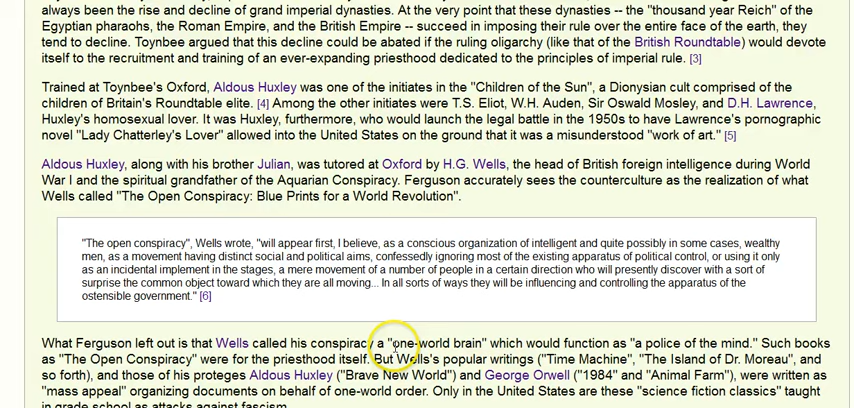 always been the rise and decline of grand imperial dynasties. At the very point that these dynasties -- the "thousand year Reich" of the
Egyptian pharaohs, the Roman Empire, and the British Empire -- succeed in imposing their rule over the entire face of the earth, they
tend to decline. Toynbee argued that this decline could be abated if the ruling oligarchy (like that of the British Roundtable) would devote
itself to the recruitment and training of an ever-expanding priesthood dedicated to the principles of imperial rule. [3]
Trained at Toynbee's Oxford, Aldous Huxley was one of the initiates in the "Children of the Sun", a Dionysian cult comprised of the
children of Britain's Roundtable elite. [4] Among the other initiates were T.S. Eliot, W.H. Auden, Sir Oswald Mosley, and D.H. Lawrence,
Huxley's homosexual lover. It was Huxley, furthermore, who would launch the legal battle in the 1950s to have Lawrence's pornographic
novel "Lady Chatterley's Lover" allowed into the United States on the ground that it was a misunderstood "work of art." [5]
Aldous Huxley, along with his brother Julian, was tutored at Oxford by H.G. Wells, the head of British foreign intelligence during World
War I and the spiritual grandfather of the Aquarian Conspiracy. Ferguson accurately sees the counterculture as the realization of what
Wells called "The Open Conspiracy: Blue Prints for a World Revolution".
"The open conspiracy", Wells wrote, "will appear first, I believe, as a conscious organization of intelligent and quite possibly in some cases, wealthy
men, as a movement having distinct social and political aims, confessedly ignoring most of the existing apparatus of political control, or using it only
as an incidental implement in the stages, a mere movement of a number of people in a certain direction who will presently discover with a sort of
surprise the common object toward which they are all moving... In all sorts of ways they will be influencing and controlling the apparatus of the
ostensible government." [6]
What Ferguson left out is that Wells called his conspiracy a "one-world brain" which would function as "a police of the mind." Such books
as "The Open Conspiracy" were for the priesthood itself. But Wells's popular writings ("Time Machine", "The Island of Dr. Moreau", and
so forth), and those of his proteges Aldous Huxley ("Brave New World") and George Orwell ("1984" and "Animal Farm"), were written as
"mass appeal" organizing documents on behalf of one-world order. Only in the United States are these "science fiction classics" taught
in grade school as attacks against fascism.